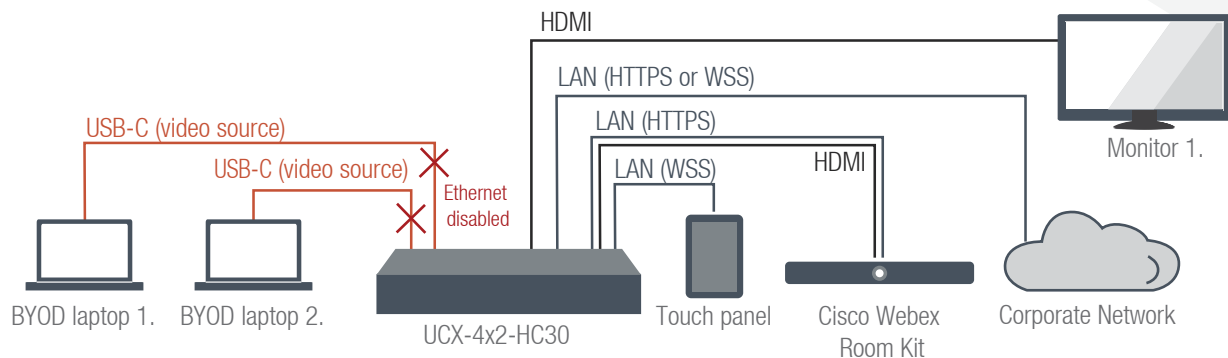 HDMI
LAN (HTTPS or WSS)
USB-C (video source)
LAN (HTTPS)
USB-C (video source)
LAN (WSS)
HDMI
Monitor 1.
Ethernet
disabled
BYOD laptop 1.
BYOD laptop 2.
UCX-4x2-HC30
Touch panel
Cisco Webex
Room Kit
Corporate Network